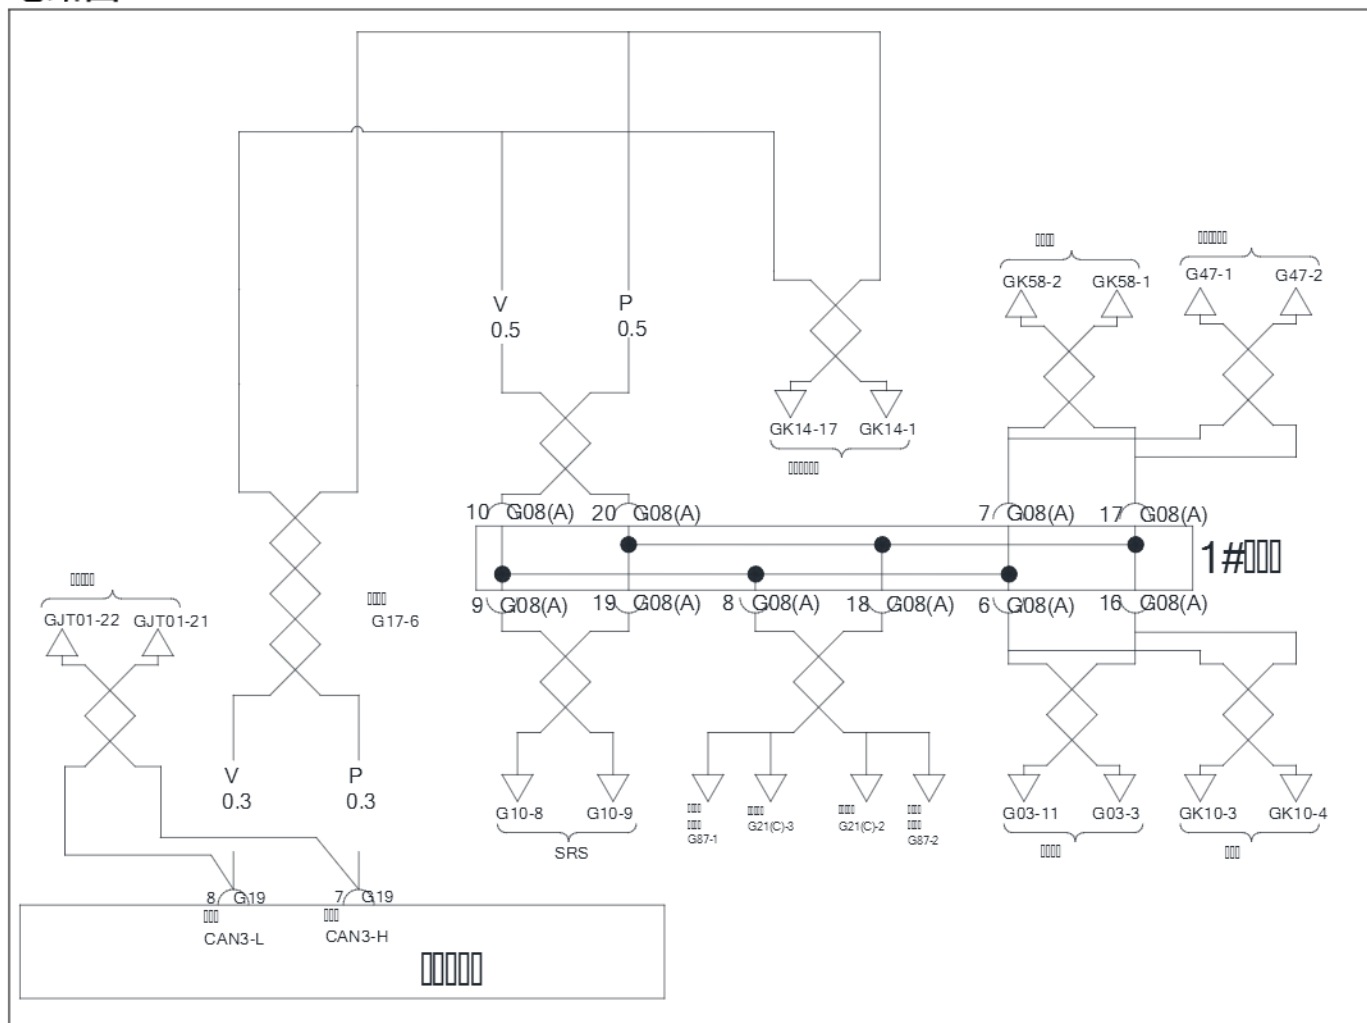 V
0.5
P
0.5
GK58-2
GK58-1
G47-1
G47-2
GK14-17
GK14-1
10
G08(A)
20
G08(A)
7
G08(A)
17
G08(A)
1#
9
G08(A)
19
G08(A)
8
G08(A)
18
G08(A)
6
G08(A)
16
G08(A)
GJT01-22
GJT01-21
G17-6
V
0.3
P
0.3
G10-8
G10-9
SRS
G87-1
G21(C)-3
G21(C)-2
G87-2
G03-11
G03-3
GK10-3
GK10-4
8
G19
7
G19
CAN3-L
CAN3-H